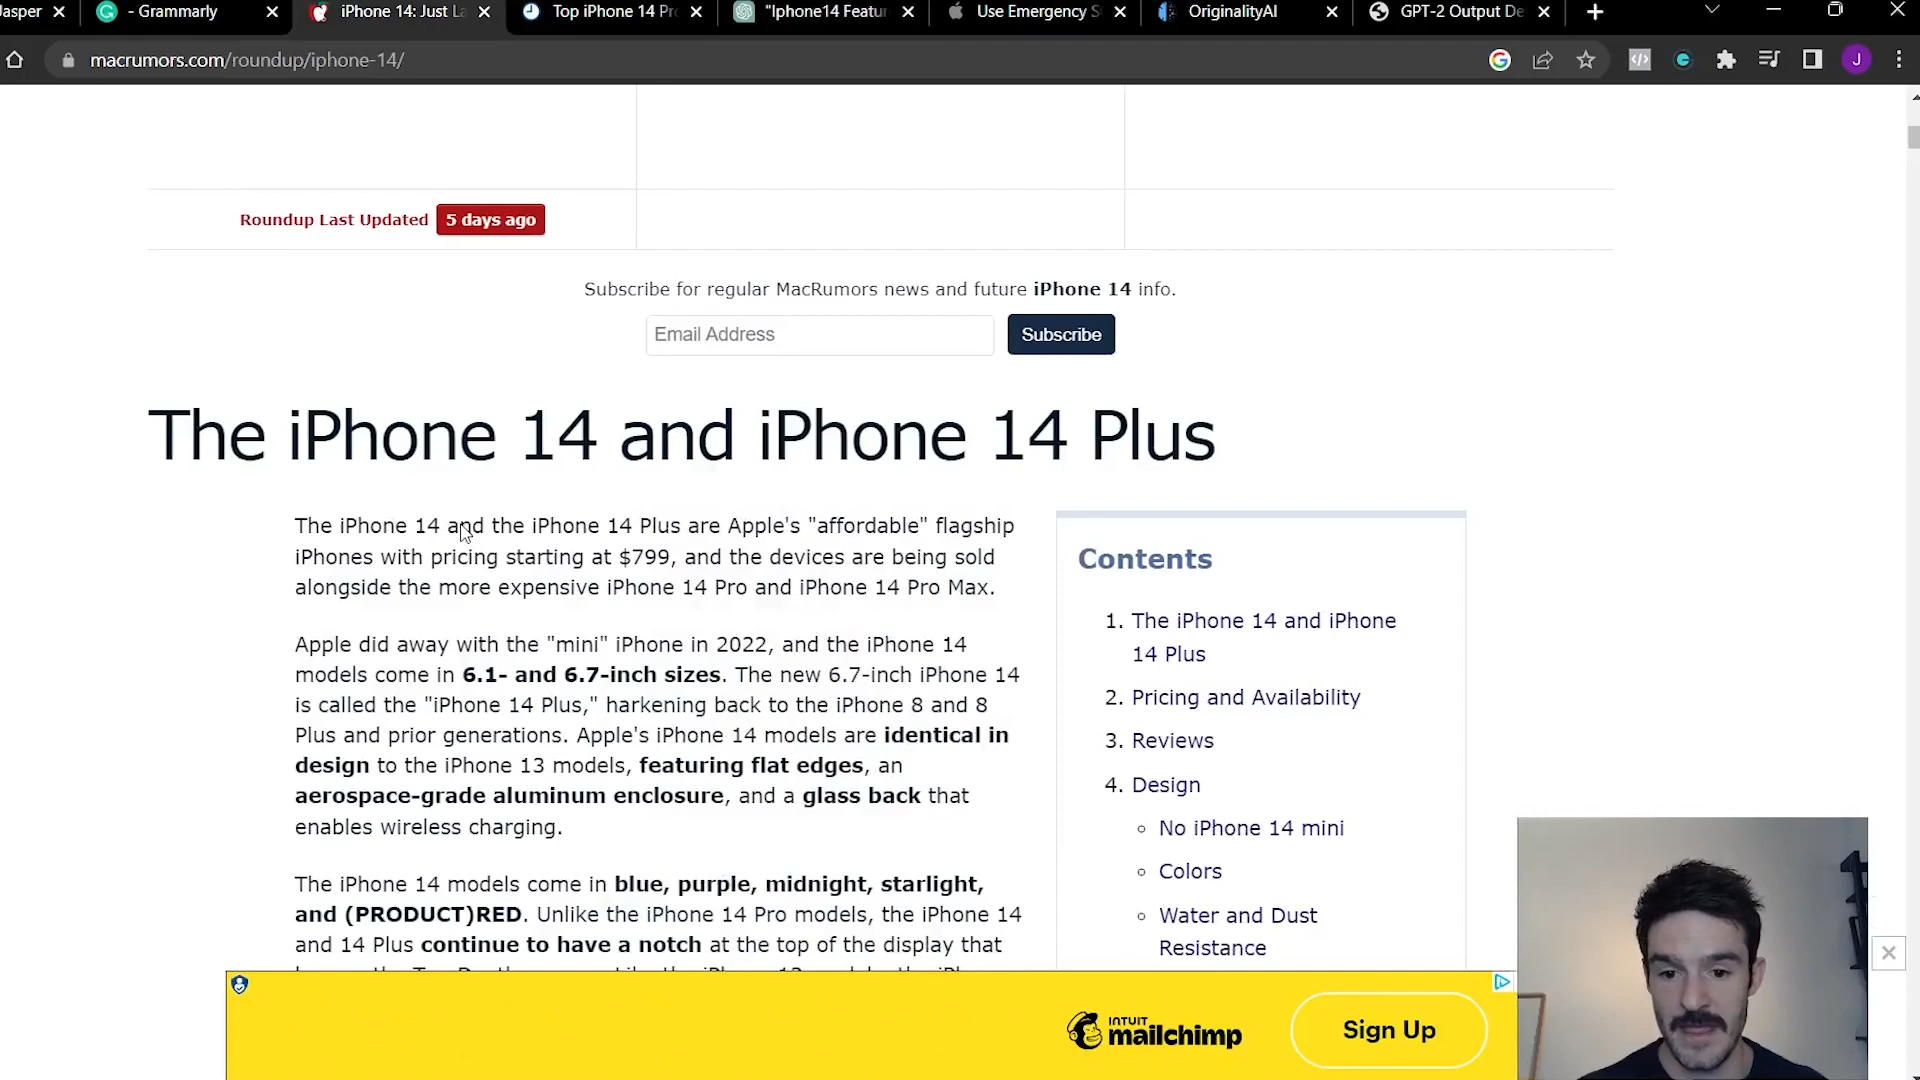 Jasper
- Grammarly
iPhone 14: Just La
Top iPhone 14 Pro
"Iphone14 Featur
Use Emergency S
OriginalityAI
GPT-2 Output De
macrumors.com/roundup/iphone-14/
J
Roundup Last Updated 5 days ago
Subscribe for regular MacRumors news and future iPhone 14 info.
Email Address
Subscribe
The iPhone 14 and iPhone 14 Plus
The iPhone 14 and the iPhone 14 Plus are Apple's "affordable" flagship
iPhones with pricing starting at $799, and the devices are being sold
alongside the more expensive iPhone 14 Pro and iPhone 14 Pro Max.
Apple did away with the "mini" iPhone in 2022, and the iPhone 14
models come in 6.1- and 6.7-inch sizes. The new 6.7-inch iPhone 14
is called the "iPhone 14 Plus," harkening back to the iPhone 8 and 8
Plus and prior generations. Apple's iPhone 14 models are identical in
design to the iPhone 13 models, featuring flat edges, an
aerospace-grade aluminum enclosure, and a glass back that
enables wireless charging.
The iPhone 14 models come in blue, purple, midnight, starlight,
and (PRODUCT)RED. Unlike the iPhone 14 Pro models, the iPhone 14
and 14 Plus continue to have a notch at the top of the display that
Contents
1. The iPhone 14 and iPhone
14 Plus
2. Pricing and Availability
3. Reviews
4. Design
No iPhone 14 mini
Colors
Water and Dust
Resistance
INTUIT
mailchimp
Sign Up